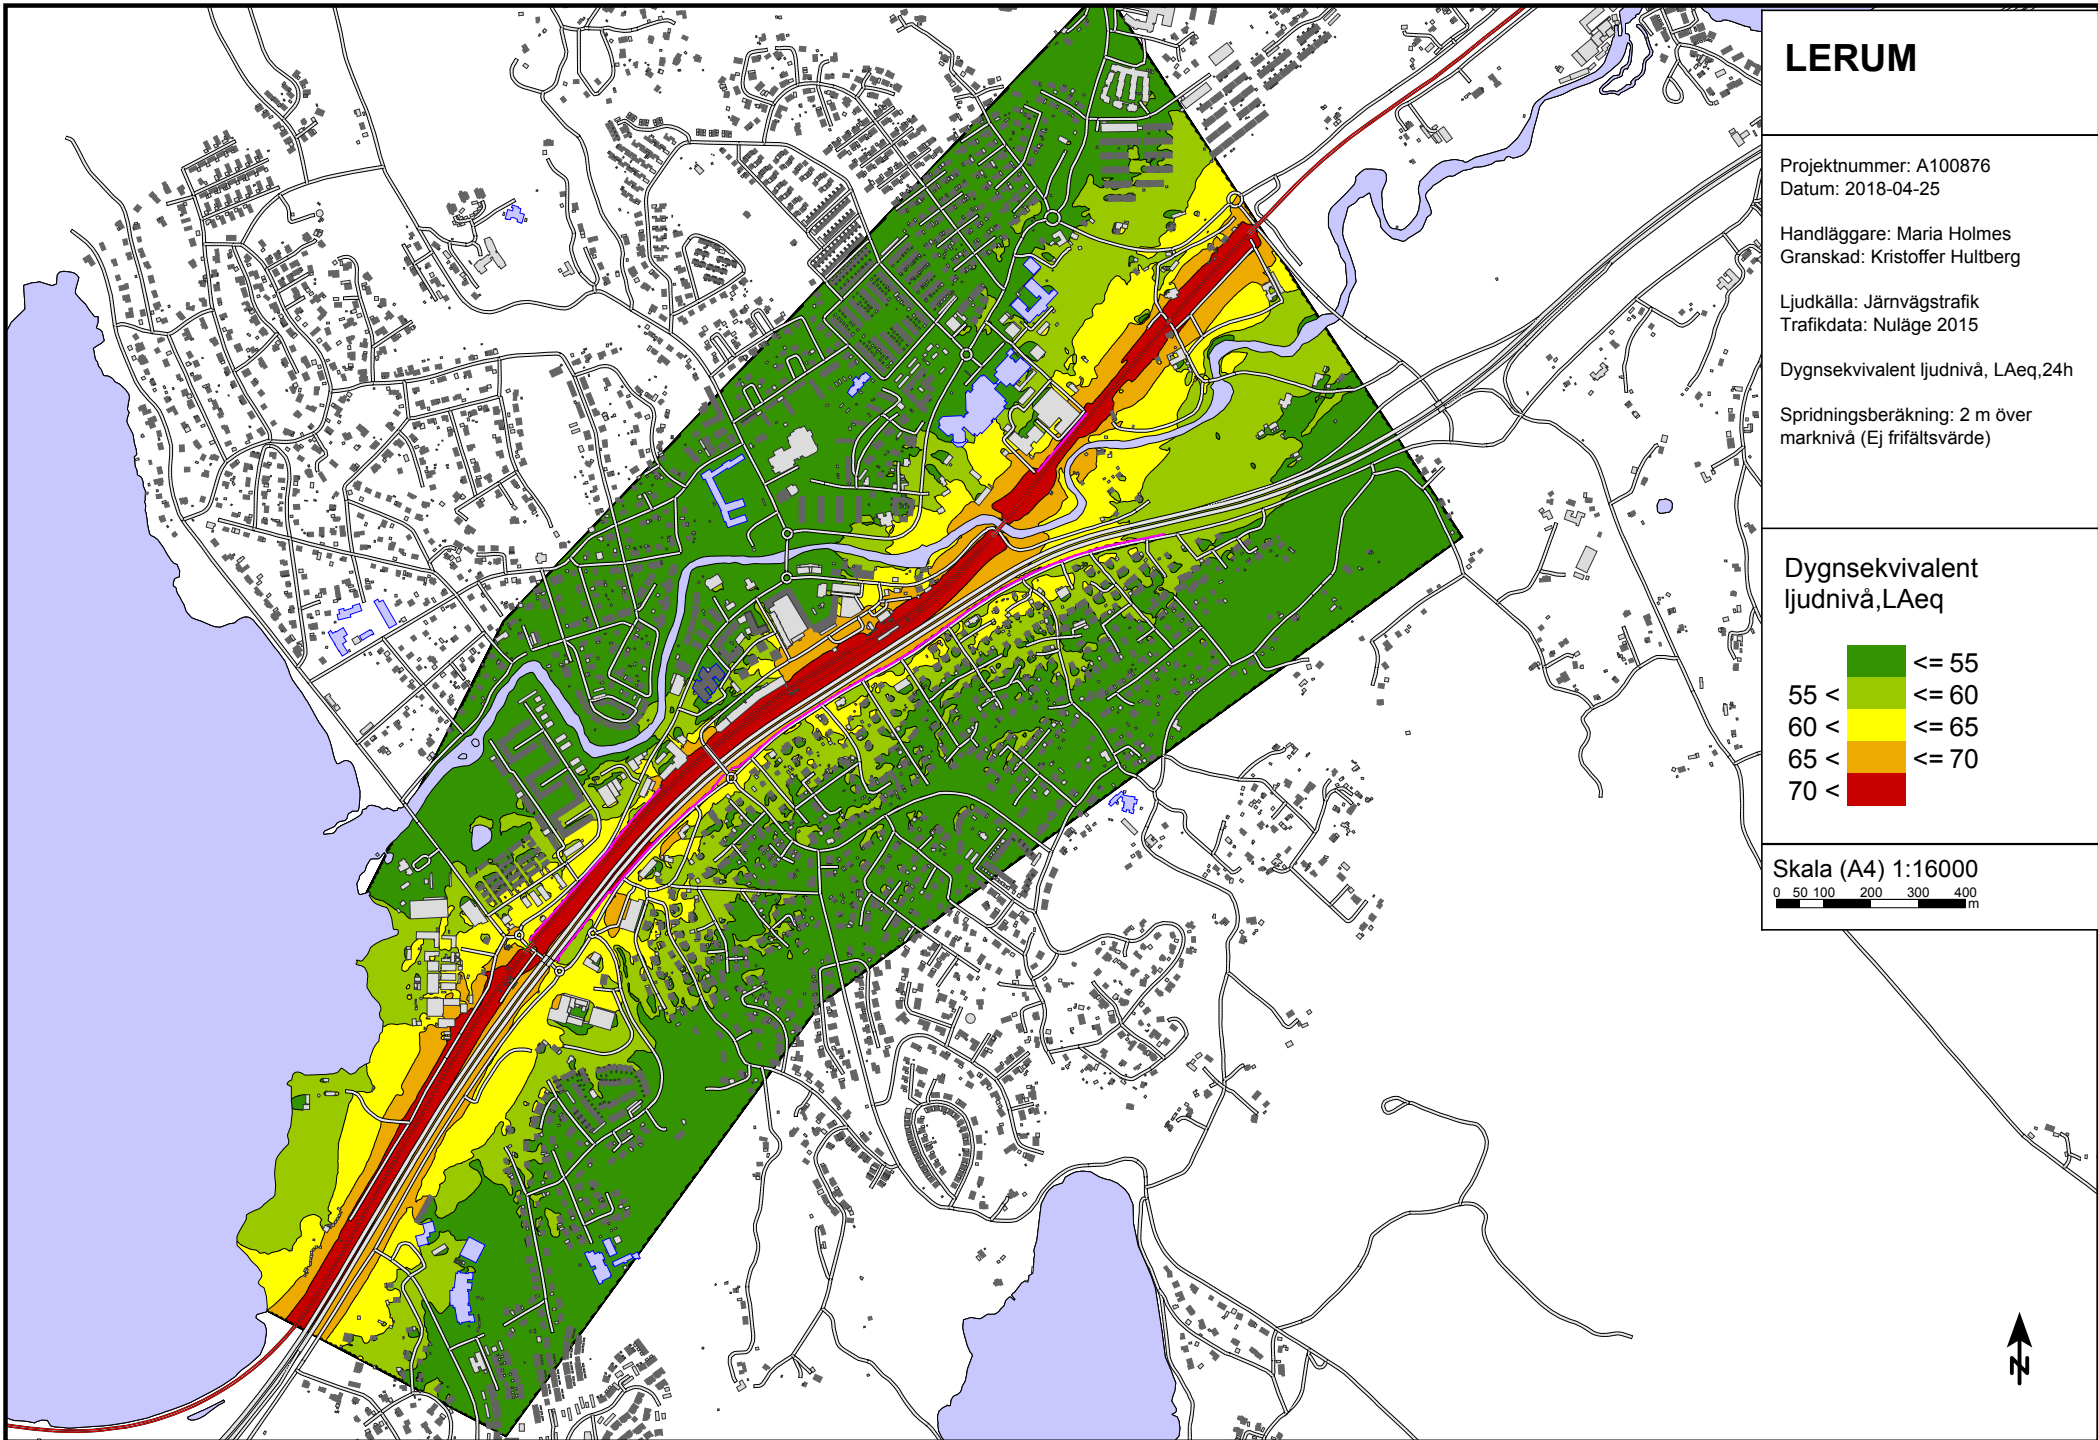 LERUM
Projektnummer: A100876
Datum: 2018-04-25
Handläggare: Maria Holmes
Granskad: Kristoffer Hultberg
Ljudkälla: Järnvägstrafik
Trafikdata: Nuläge 2015
Dygnsekvivalent ljudnivå, LAeq,24h
Spridningsberäkning: 2 m över
marknivå (Ej frifältsvärde)
Dygnsekvivalent
ljudnivå,LAeq
<= 55
55 < <= 60
60 < <= 65
65 < <= 70
70 <
Skala (A4) 1:16000
0 50 100 200 300 400
m
N